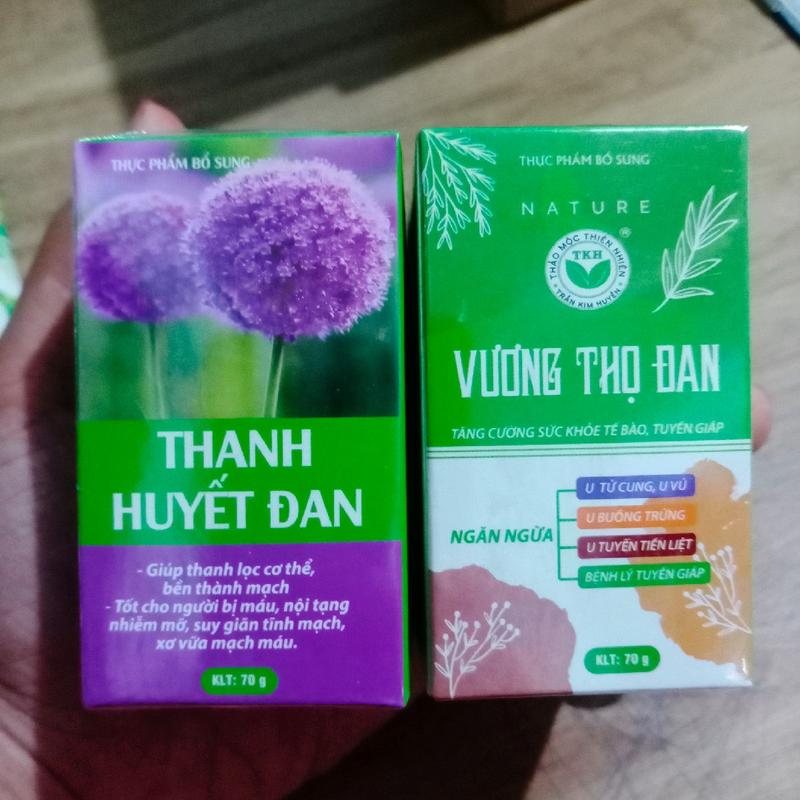 THỰC PHẨM BỔ SUNG
THANH
HUYẾT ĐAN
- Giúp thanh lọc cơ thể,
bền thành mạch
- Tốt cho người bị máu, nội tạng
nhiễm mỡ, suy giãn tĩnh mạch,
xơ vữa mạch máu.
KLT: 70 g
THỰC PHẨM BỔ SUNG
NATURE
THẢO MỘC THIÊN NHIÊN
®
TKH
TRẦN KIM HUYỀN
VƯƠNG THỌ ĐAN
TĂNG CƯỜNG SỨC KHỎE TẾ BÀO, TUYẾN GIÁP
NGĂN NGỪA
U TỬ CUNG, U VÚ
U BUỒNG TRỨNG
U TUYẾN TIỀN LIỆT
BỆNH LÝ TUYẾN GIÁP
KLT: 70 g